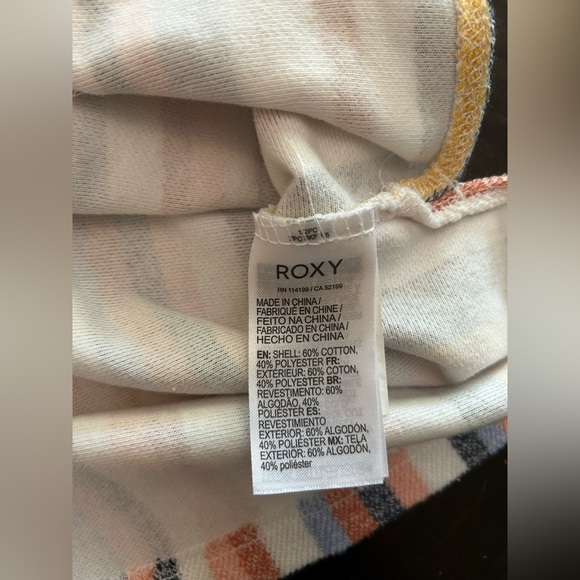 ROXY
RN 114199 / CA 52199
MADE IN CHINA /
FABRIQUÉ EN CHINE /
FEITO NA CHINA /
FABRICADO EN CHINA /
HECHO EN CHINA
EN: SHELL: 60% COTTON,
40% POLYESTER FR:
EXTÉRIEUR: 60% COTON,
40% POLYESTER BR:
REVESTIMENTO: 60%
ALGODÃO, 40%
POLIÉSTER ES:
REVESTIMIENTO
EXTERIOR: 60% ALGODÓN,
40% POLIÉSTER MX: TELA
EXTERIOR: 60% ALGODÓN,
40% poliéster